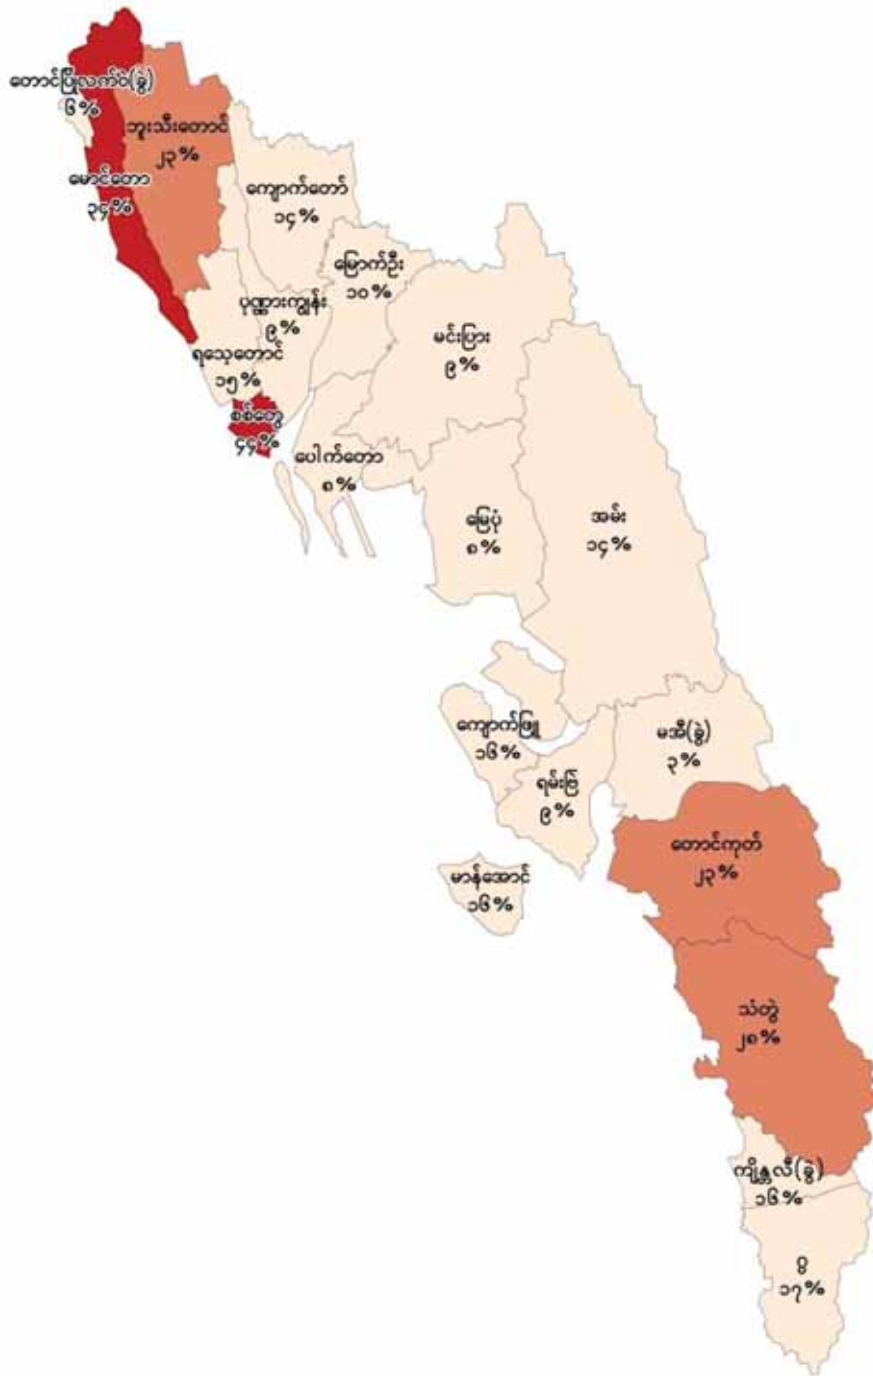 တောင်ပြိုလက်ဝဲ(ခွဲ)
၆%
ဘူးသီးတောင်
၂၃%
မောင်တော
၃၄%
ကျောက်တော်
၁၄%
မြောက်ဦး
၁၀%
ပုဏ္ဏားကျွန်း
၉%
မင်းပြား
၉%
ရသေ့တောင်
၁၅%
စစ်တွေ
၄၄%
ပေါက်တော
၈%
မြေပုံ
၈%
အမ်း
၁၄%
ကျောက်ဖြူ
၁၆%
မအီ(ခွဲ)
၃%
ရမ်းဗြဲ
၉%
တောင်ကုတ်
၂၃%
မာန်အောင်
၁၆%
သံတွဲ
၂၈%
ကျိန္တလီ(ခွဲ)
၁၆%
ဂွ
၁၇%